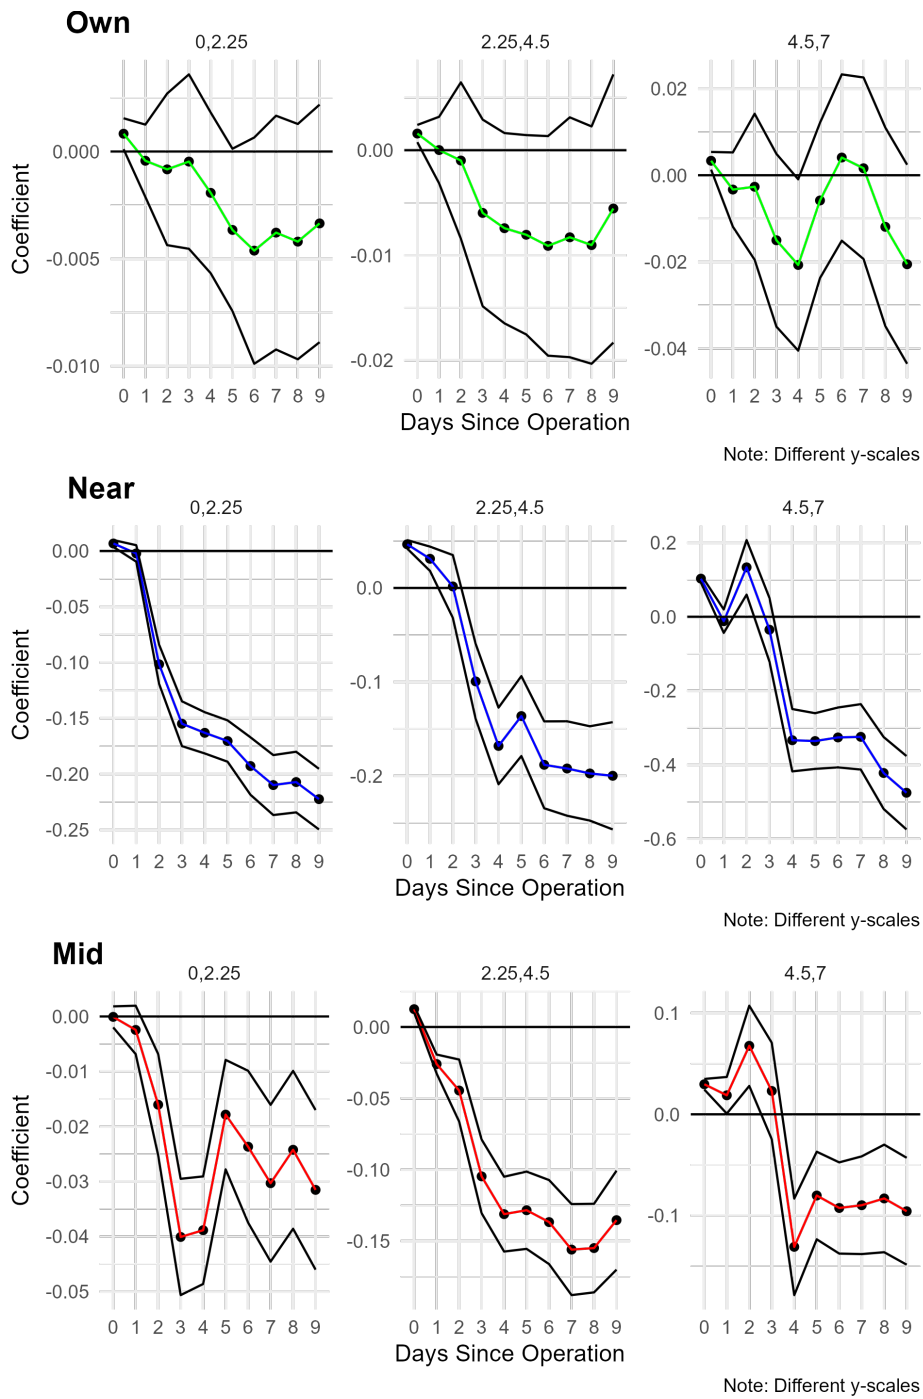 Own
0,2.25 2.25,4.5 4.5,7
Coefficient
0.000
-0.005
-0.010
0.00
-0.01
-0.02
0.02
0.00
-0.02
-0.04
0 1 2 3 4 5 6 7 8 9 0 1 2 3 4 5 6 7 8 9 0 1 2 3 4 5 6 7 8 9
Days Since Operation
Note: Different y-scales
Near
0,2.25 2.25,4.5 4.5,7
Coefficient
0.00
-0.05
-0.10
-0.15
-0.20
-0.25
0.0
-0.1
-0.2
0.2
0.0
-0.2
-0.4
-0.6
0 1 2 3 4 5 6 7 8 9 0 1 2 3 4 5 6 7 8 9 0 1 2 3 4 5 6 7 8 9
Days Since Operation
Note: Different y-scales
Mid
0,2.25 2.25,4.5 4.5,7
Coefficient
0.00
-0.01
-0.02
-0.03
-0.04
-0.05
0.00
-0.05
-0.10
-0.15
0.1
0.0
-0.1
0 1 2 3 4 5 6 7 8 9 0 1 2 3 4 5 6 7 8 9 0 1 2 3 4 5 6 7 8 9
Days Since Operation
Note: Different y-scales